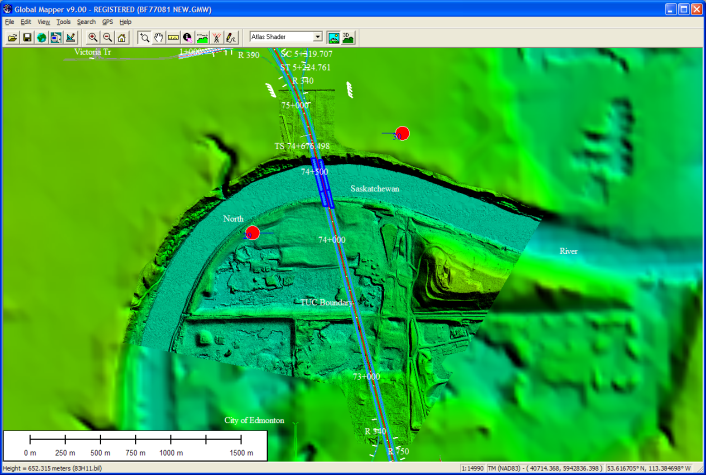 Global Mapper v9.00 - REGISTERED (BF77081 NEW.GMW)
File Edit View Tools Search GPS Help
Atlas Shader
Victoria Tr
1+000
R 390
SC 5+319.707
ST 5+224.761
R 340
75+000
TS 74+676.498
74+500
Saskatchewan
North
74+000
River
TUC Boundary
73+000
City of Edmonton
R 340
R 750
0 m 250 m 500 m 750 m 1000 m 1500 m
Height = 652.315 meters (83H11.bil)
1:14990 TM (NAD83) - ( 40714.368, 5942836.398 ) 53.616705° N, 113.384698° W